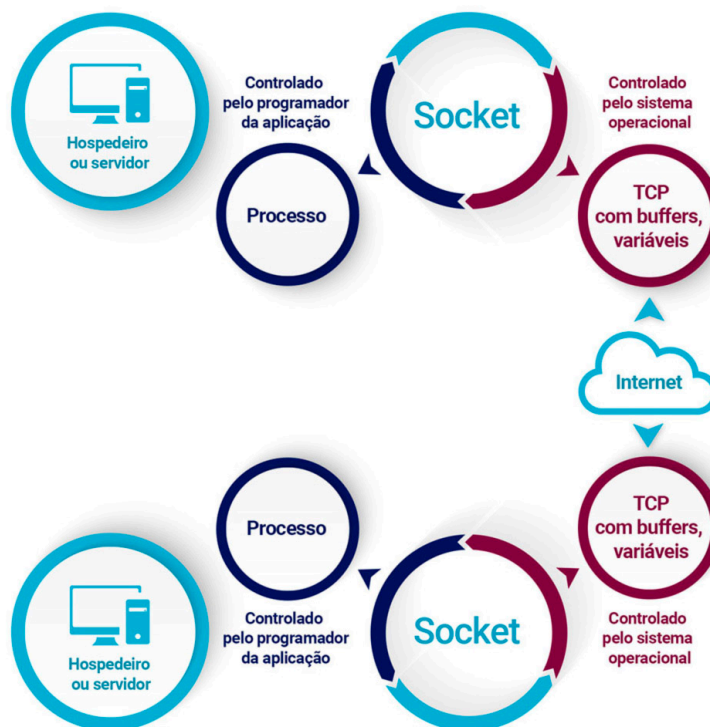 Hospedeiro
ou servidor
Controlado
pelo programador
da aplicação
Processo
Socket
Controlado
pelo sistema
operacional
TCP
com buffers,
variáveis
Internet
Hospedeiro
ou servidor
Processo
Controlado
pelo programador
da aplicação
Socket
TCP
com buffers,
variáveis
Controlado
pelo sistema
operacional